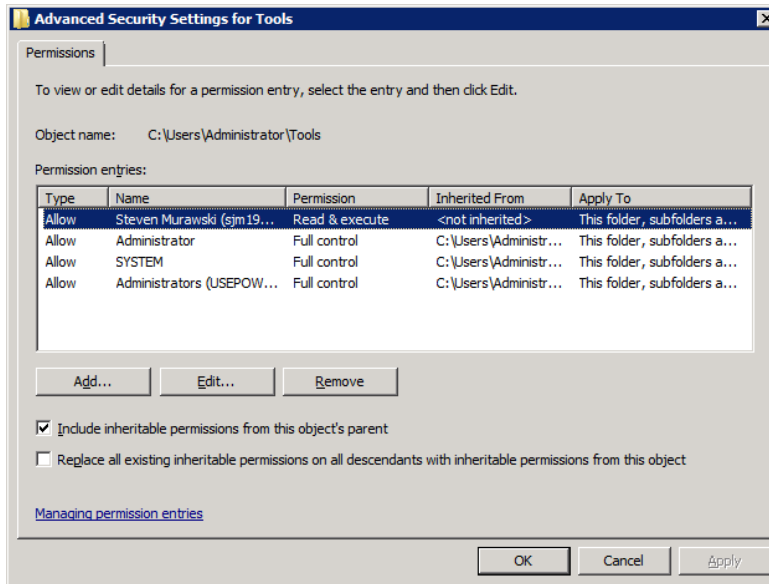 Advanced Security Settings for Tools
Permissions
To view or edit details for a permission entry, select the entry and then click Edit.
Object name: C:\Users\Administrator\Tools
Permission entries:
Type Name Permission Inherited From Apply To
Allow Steven Murawski (sjm19... Read & execute <not inherited> This folder, subfolders a...
Allow Administrator Full control C:\Users\Administr... This folder, subfolders a...
Allow SYSTEM Full control C:\Users\Administr... This folder, subfolders a...
Allow Administrators (USEPOW... Full control C:\Users\Administr... This folder, subfolders a...
Add... Edit... Remove
Include inheritable permissions from this object's parent
Replace all existing inheritable permissions on all descendants with inheritable permissions from this object
Managing permission entries
OK Cancel Apply